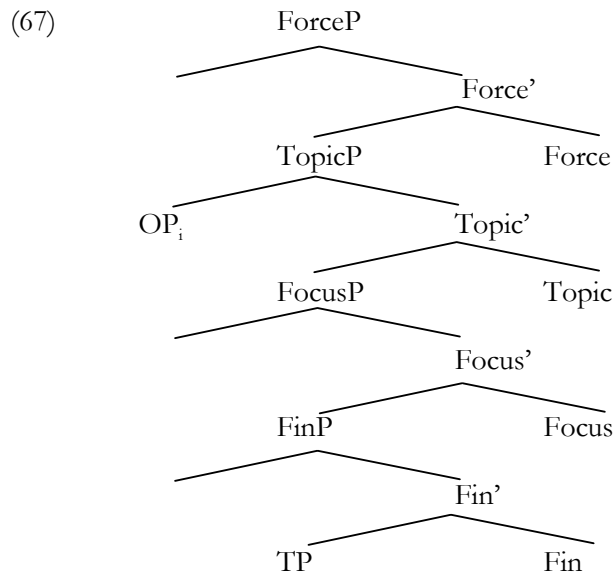 (67) ForceP
Force’
TopicP Force
OPi Topic’
FocusP Topic
Focus’
FinP Focus
Fin’
TP Fin